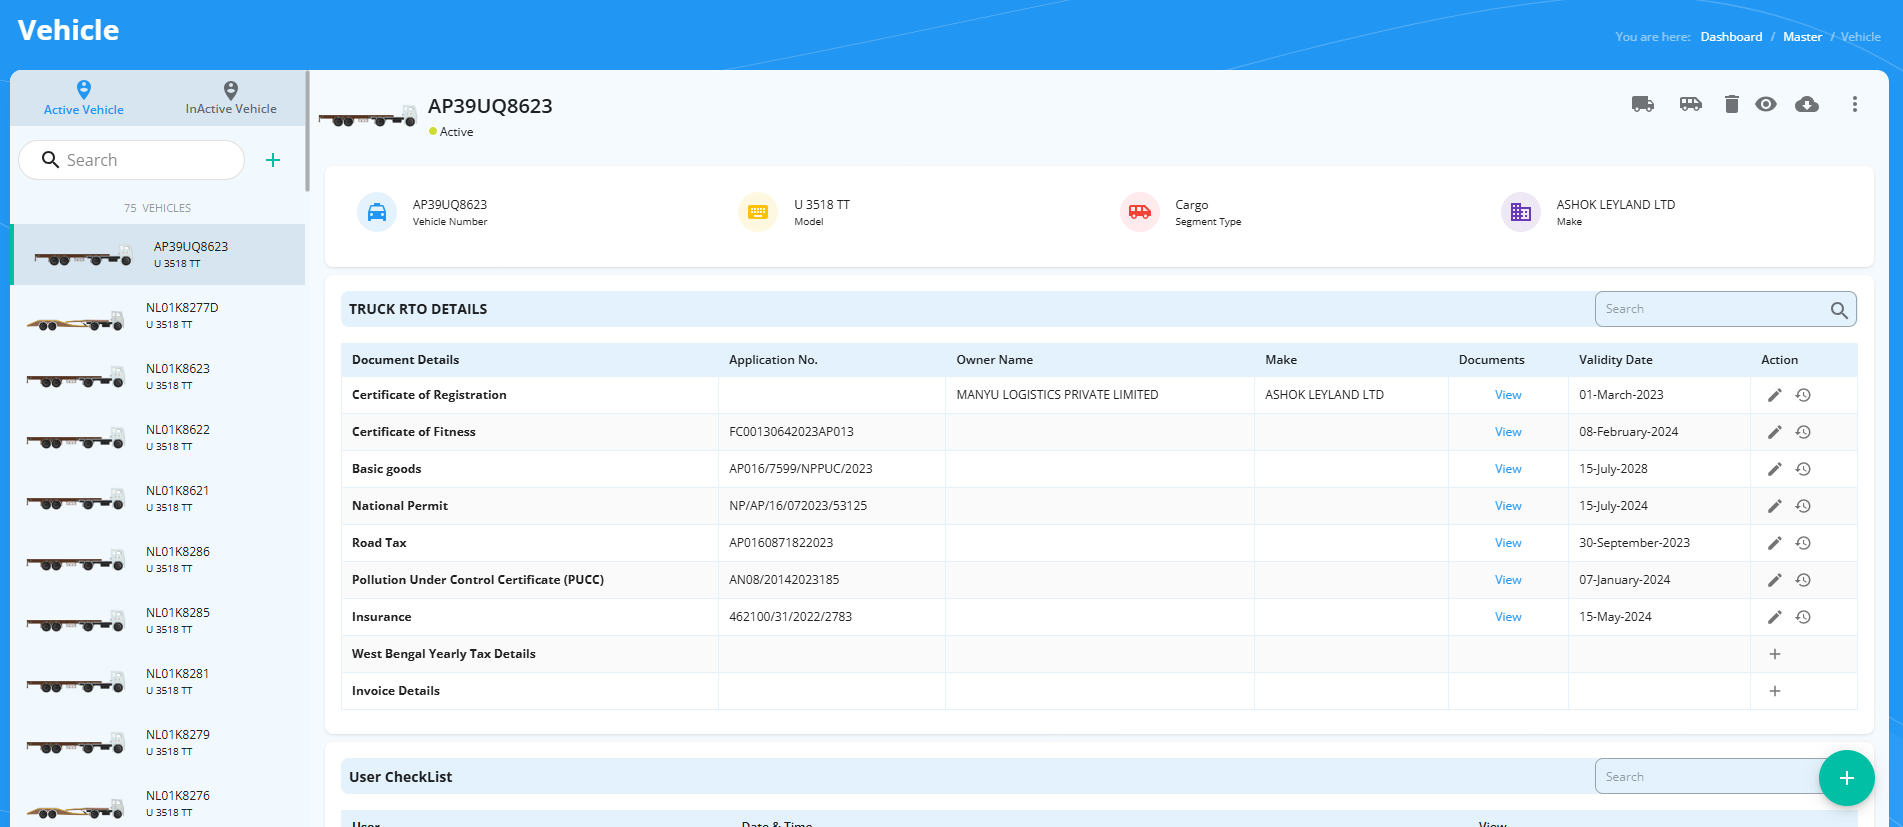 Vehicle
You are here: Dashboard / Master / Vehicle
Active Vehicle
InActive Vehicle
Search
75 VEHICLES
AP39UQ8623
U 3518 TT
NL01K8277D
U 3518 TT
NL01K8623
U 3518 TT
NL01K8622
U 3518 TT
NL01K8621
U 3518 TT
NL01K8286
U 3518 TT
NL01K8285
U 3518 TT
NL01K8281
U 3518 TT
NL01K8279
U 3518 TT
NL01K8276
U 3518 TT
AP39UQ8623
Active
AP39UQ8623
Vehicle Number
U 3518 TT
Model
Cargo
Segment Type
ASHOK LEYLAND LTD
Make
TRUCK RTO DETAILS
Search
Document Details Application No. Owner Name Make Documents Validity Date Action
Certificate of Registration MANYU LOGISTICS PRIVATE LIMITED ASHOK LEYLAND LTD View 01-March-2023
Certificate of Fitness FC00130642023AP013 View 08-February-2024
Basic goods AP016/7599/NPPUC/2023 View 15-July-2028
National Permit NP/AP/16/072023/53125 View 15-July-2024
Road Tax AP0160871822023 View 30-September-2023
Pollution Under Control Certificate (PUCC) AN08/20142023185 View 07-January-2024
Insurance 462100/31/2022/2783 View 15-May-2024
West Bengal Yearly Tax Details
Invoice Details
User CheckList
Search
User Date & Time View